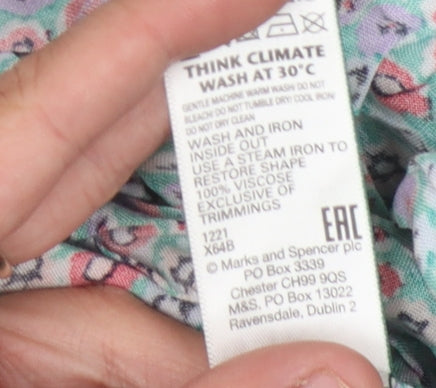 THINK CLIMATE
WASH AT 30°C
GENTLE MACHINE WARM WASH DO NOT
BLEACH DO NOT TUMBLE DRY COOL IRON
DO NOT DRY CLEAN
WASH AND IRON
INSIDE OUT
USE A STEAM IRON TO
RESTORE SHAPE
100% VISCOSE
EXCLUSIVE OF
TRIMMINGS
1221
X64B
EAC
© Marks and Spencer plc
PO Box 3339
Chester CH99 9QS
M&S. PO Box 13022
Ravensdale, Dublin 2